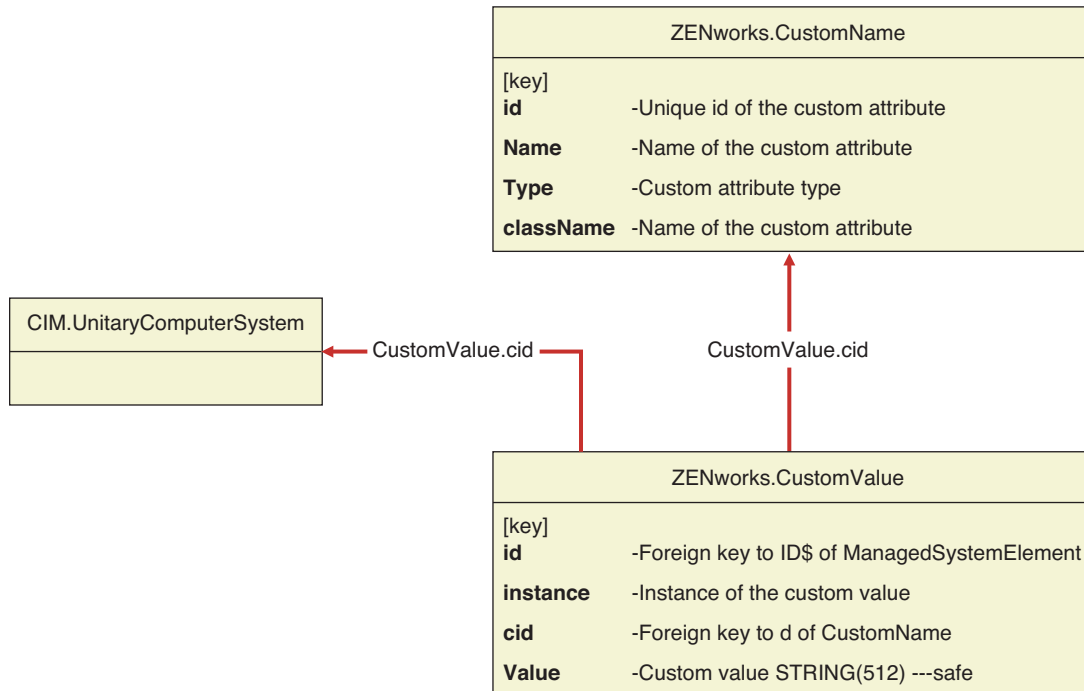 ZENworks.CustomName
[key]
id -Unique id of the custom attribute
Name -Name of the custom attribute
Type -Custom attribute type
className -Name of the custom attribute
CIM.UnitaryComputerSystem
CustomValue.cid
CustomValue.cid
ZENworks.CustomValue
[key]
id -Foreign key to ID$ of ManagedSystemElement
instance -Instance of the custom value
cid -Foreign key to d of CustomName
Value -Custom value STRING(512) ---safe